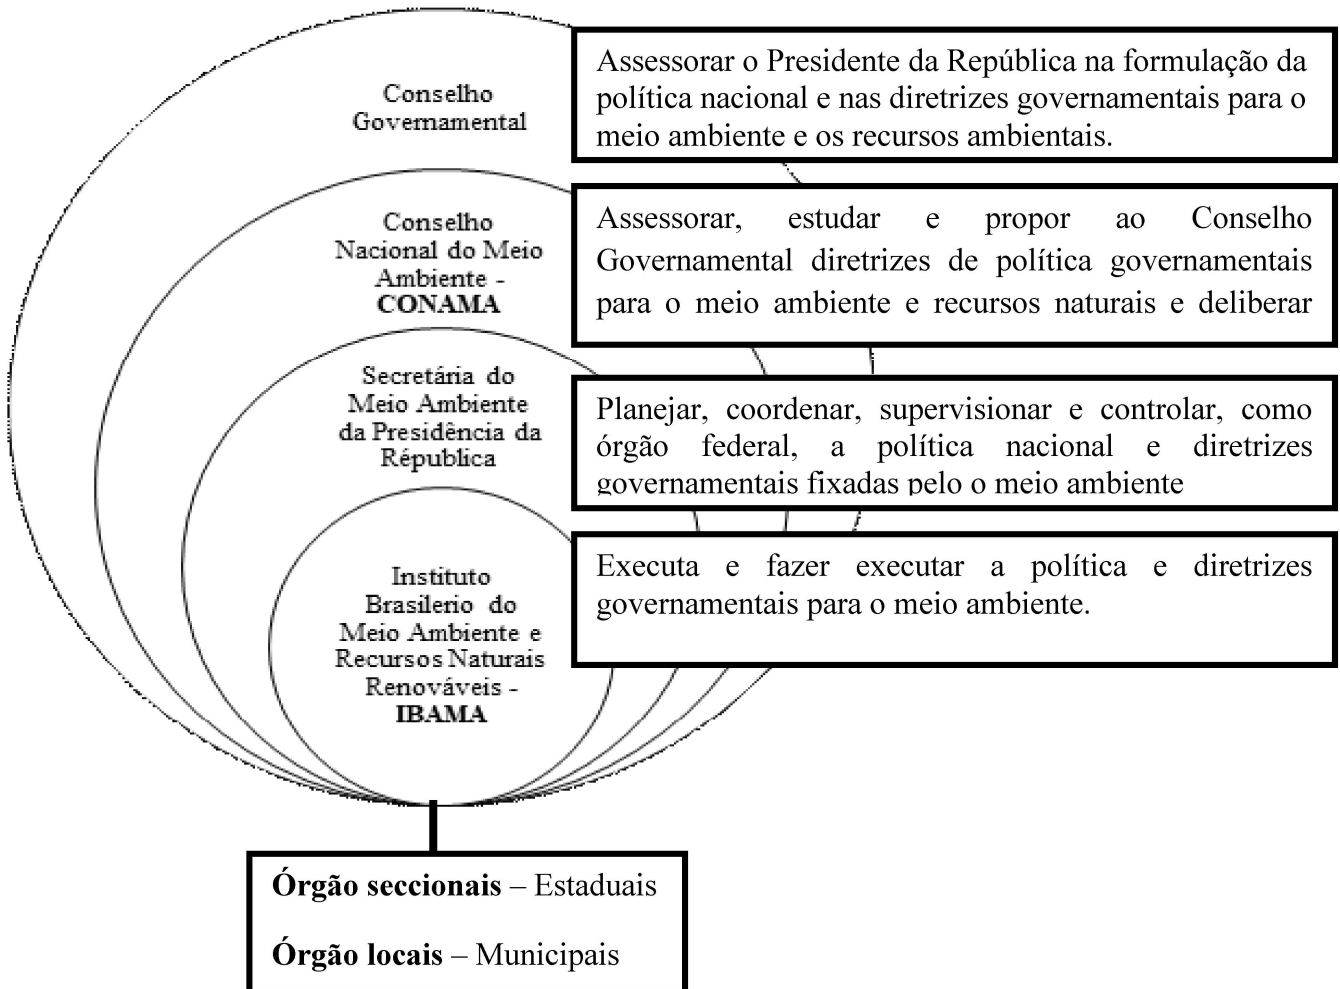 Conselho
Governamental
Assessorar o Presidente da República na formulação da
política nacional e nas diretrizes governamentais para o
meio ambiente e os recursos ambientais.
Conselho
Nacional do Meio
Ambiente -
CONAMA
Assessorar, estudar e propor ao Conselho
Governamental diretrizes de política governamentais
para o meio ambiente e recursos naturais e deliberar
Secretária do
Meio Ambiente
da Presidência da
Républica
Planejar, coordenar, supervisionar e controlar, como
órgão federal, a política nacional e diretrizes
governamentais fixadas pelo o meio ambiente
Instituto
Brasilerio do
Meio Ambiente e
Recursos Naturais
Renováveis -
IBAMA
Executa e fazer executar a política e diretrizes
governamentais para o meio ambiente.
Órgão seccionais – Estaduais
Órgão locais – Municipais